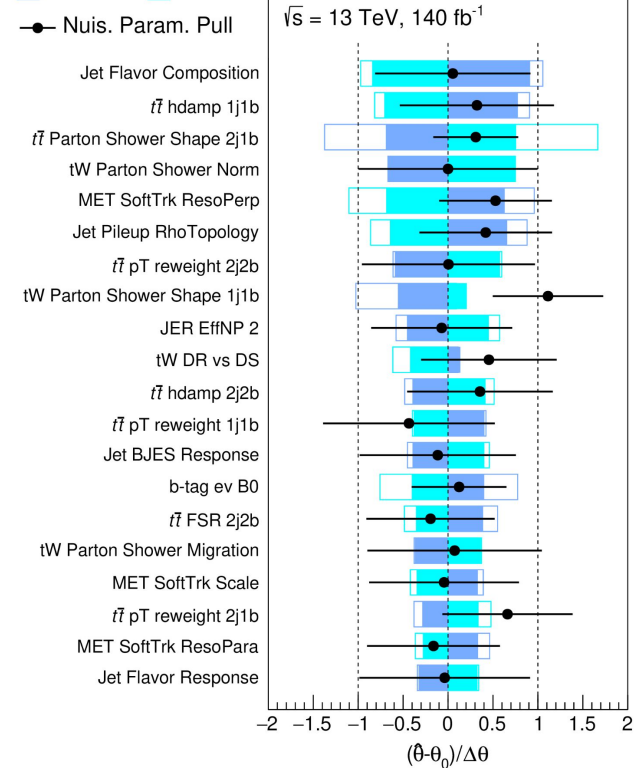 √s = 13 TeV, 140 fb⁻¹
Nuis. Param. Pull
Jet Flavor Composition
tt̄ hdamp 1j1b
tt̄ Parton Shower Shape 2j1b
tW Parton Shower Norm
MET SoftTrk ResoPerp
Jet Pileup RhoTopology
tt̄ pT reweight 2j2b
tW Parton Shower Shape 1j1b
JER EffNP 2
tW DR vs DS
tt̄ hdamp 2j2b
tt̄ pT reweight 1j1b
Jet BJES Response
b-tag ev B0
tt̄ FSR 2j2b
tW Parton Shower Migration
MET SoftTrk Scale
tt̄ pT reweight 2j1b
MET SoftTrk ResoPara
Jet Flavor Response
−2 −1.5 −1 −0.5 0 0.5 1 1.5 2
(θ̂-θ₀)/Δθ